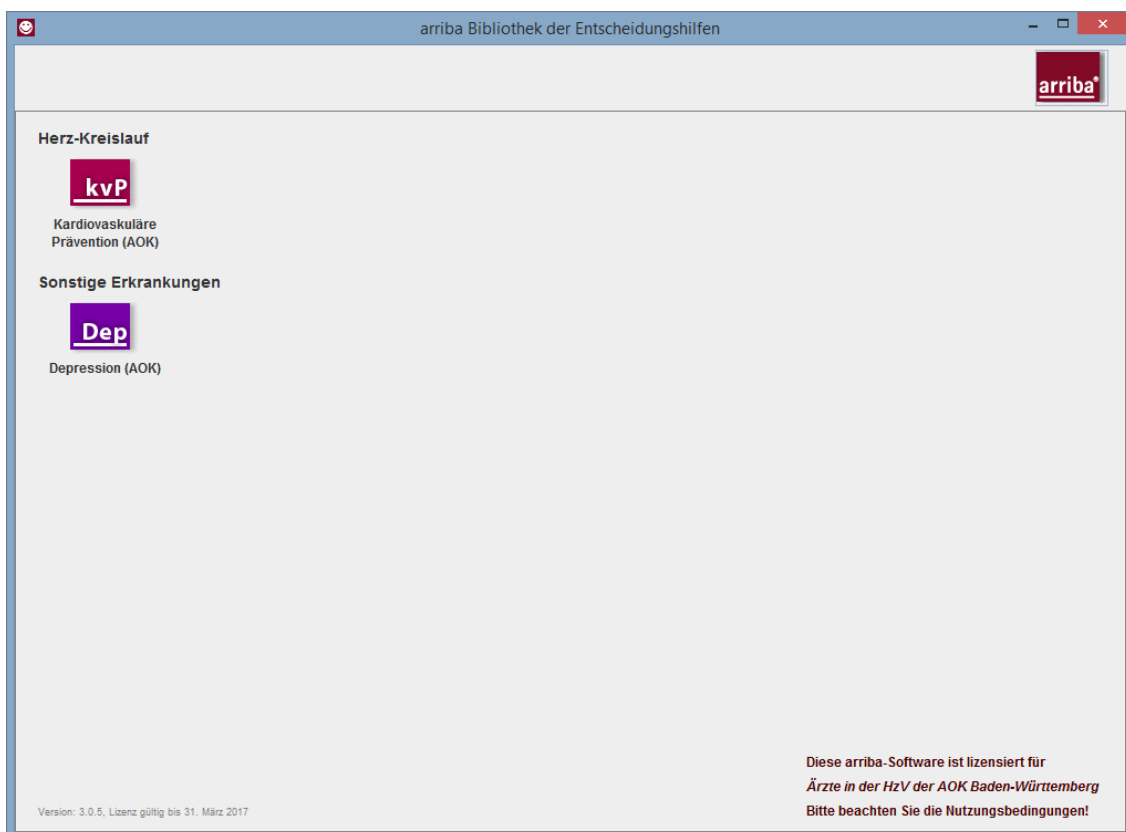 arriba Bibliothek der Entscheidungshilfen
arriba®
Herz-Kreislauf
kvP
Kardiovaskuläre
Prävention (AOK)
Sonstige Erkrankungen
Dep
Depression (AOK)
Diese arriba-Software ist lizensiert für
Ärzte in der HzV der AOK Baden-Württemberg
Bitte beachten Sie die Nutzungsbedingungen!
Version: 3.0.5, Lizenz gültig bis 31. März 2017